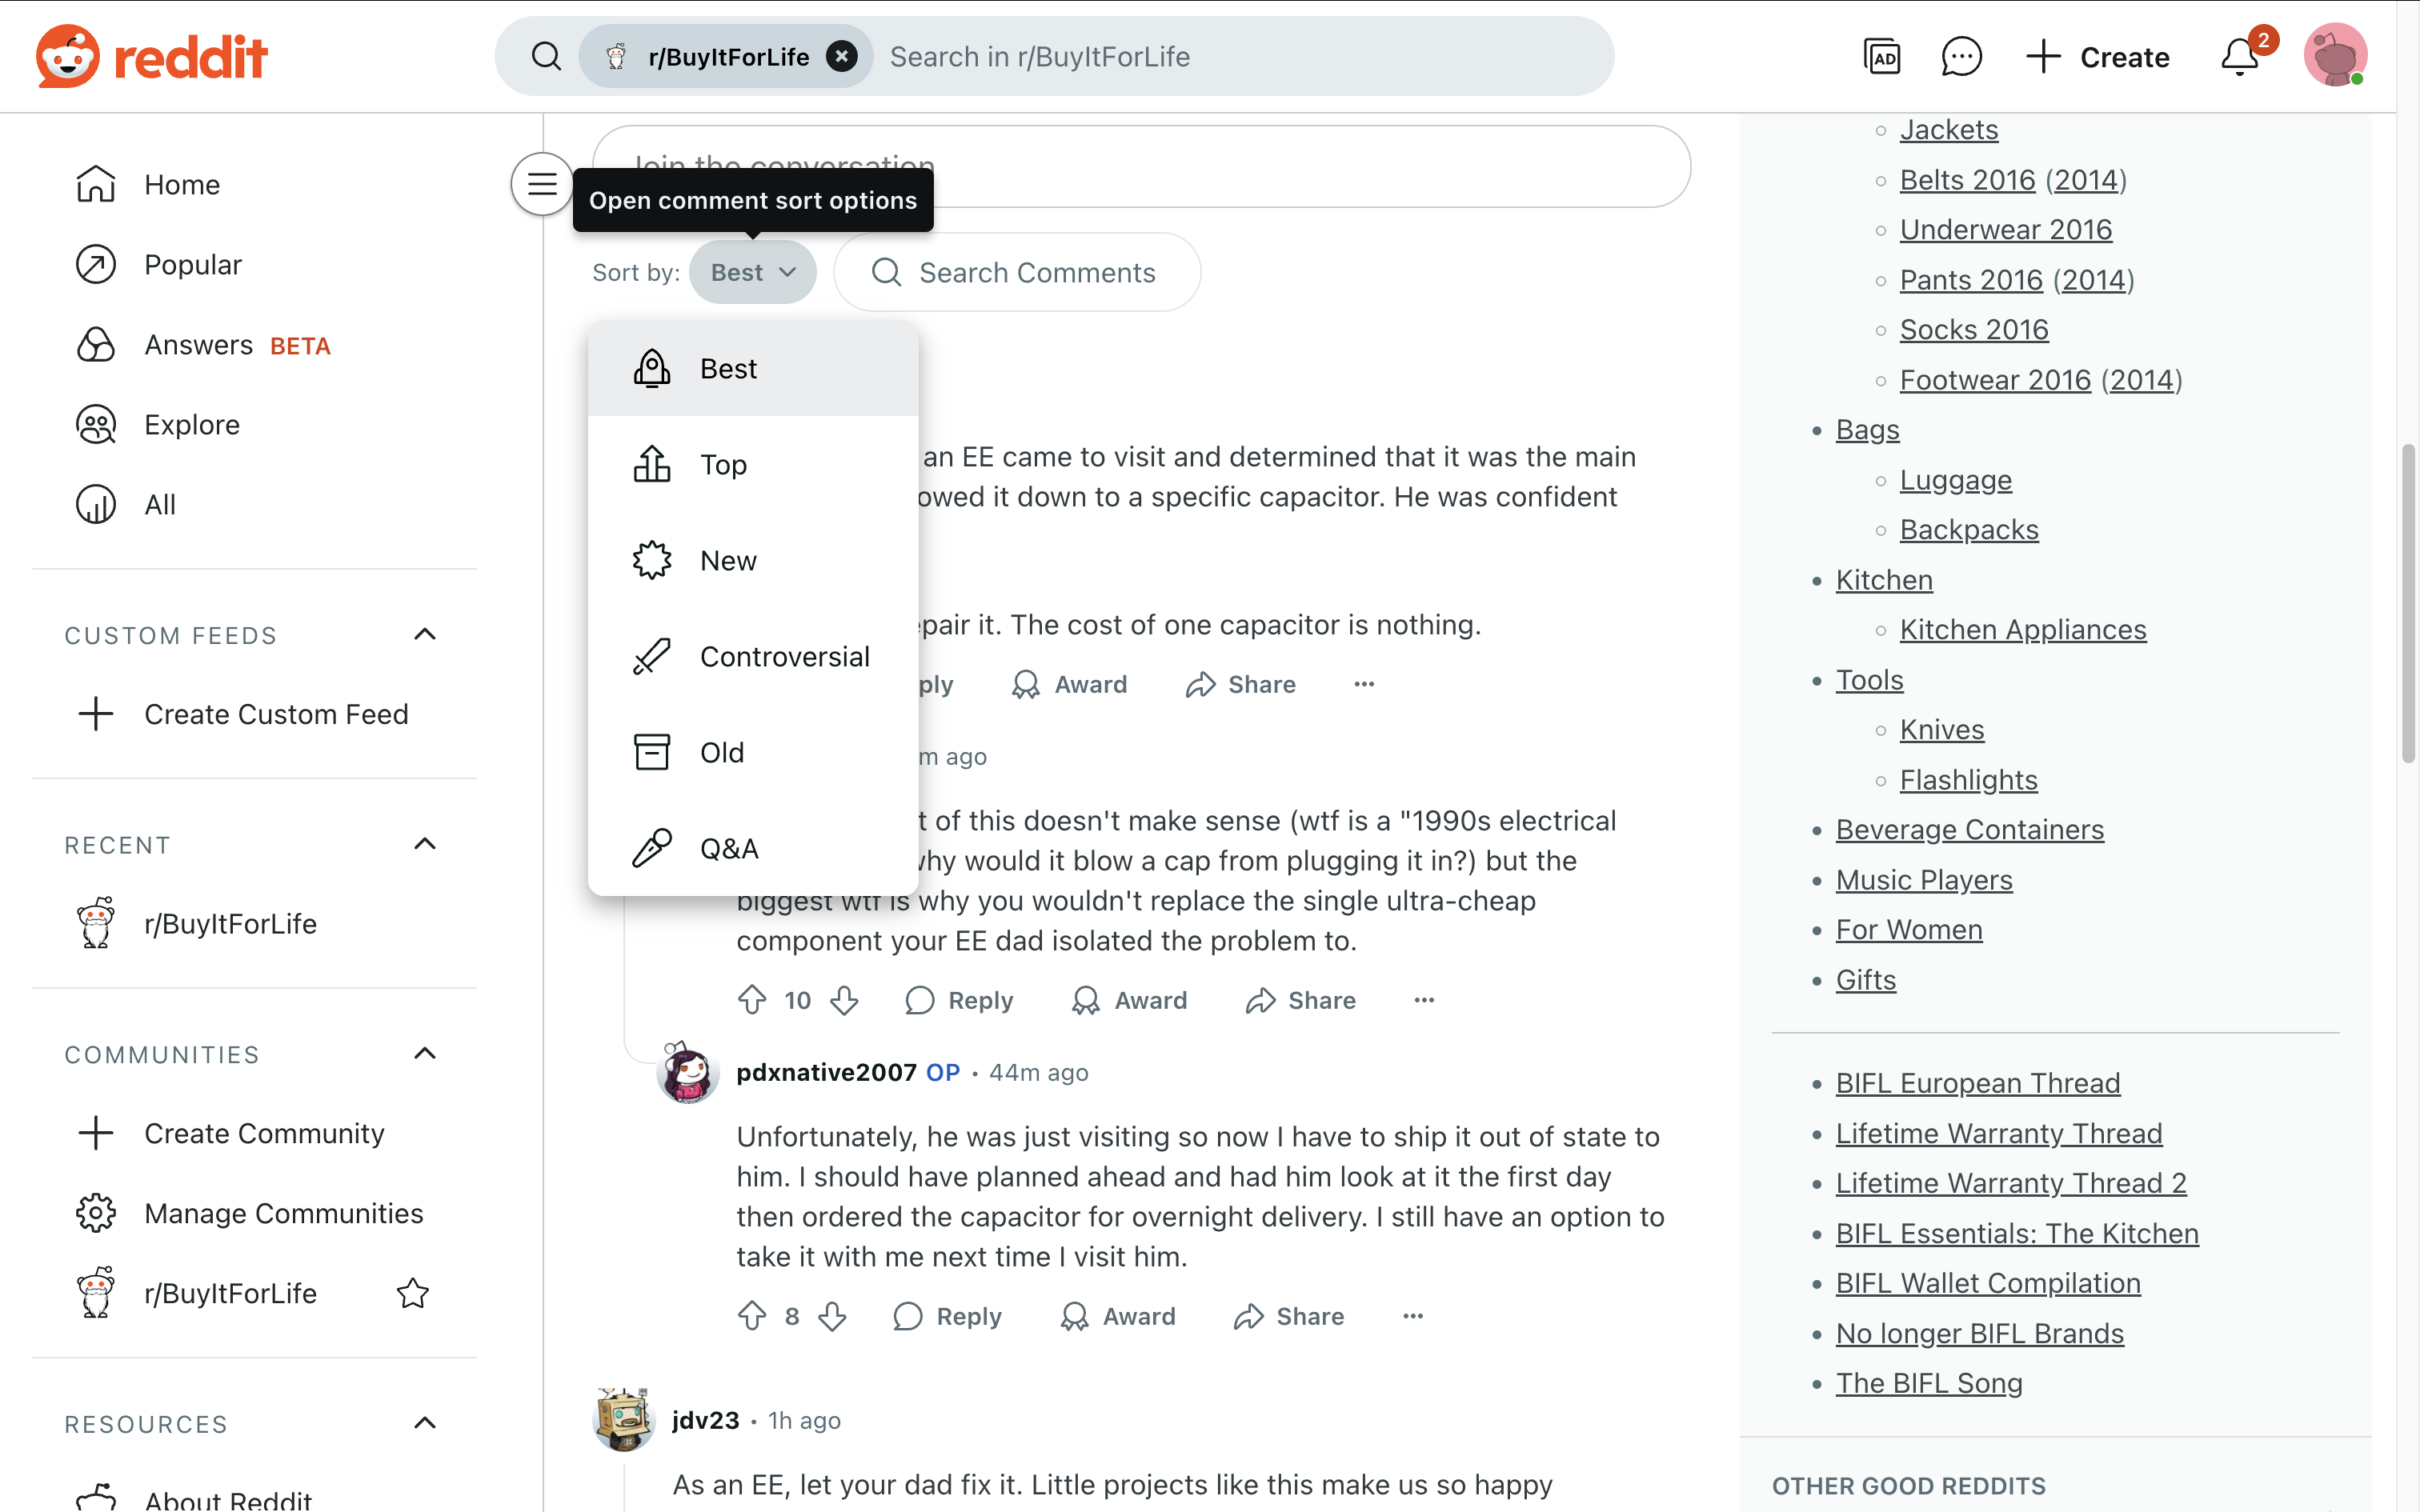 reddit
r/BuyItForLife
Search in r/BuyItForLife
AD
Create
2
Home
Popular
Answers BETA
Explore
All
CUSTOM FEEDS
Create Custom Feed
RECENT
r/BuyItForLife
COMMUNITIES
Create Community
Manage Communities
r/BuyItForLife
RESOURCES
About Reddit
Join the conversation
Open comment sort options
Sort by: Best
Search Comments
Best
Top
New
Controversial
Old
Q&A
an EE came to visit and determined that it was the main
owed it down to a specific capacitor. He was confident
epair it. The cost of one capacitor is nothing.
ply Award Share
m ago
t of this doesn't make sense (wtf is a "1990s electrical
why would it blow a cap from plugging it in?) but the
biggest wtf is why you wouldn't replace the single ultra-cheap
component your EE dad isolated the problem to.
10 Reply Award Share
pdxnative2007 OP • 44m ago
Unfortunately, he was just visiting so now I have to ship it out of state to
him. I should have planned ahead and had him look at it the first day
then ordered the capacitor for overnight delivery. I still have an option to
take it with me next time I visit him.
8 Reply Award Share
jdv23 • 1h ago
As an EE, let your dad fix it. Little projects like this make us so happy
Jackets
Belts 2016 (2014)
Underwear 2016
Pants 2016 (2014)
Socks 2016
Footwear 2016 (2014)
Bags
Luggage
Backpacks
Kitchen
Kitchen Appliances
Tools
Knives
Flashlights
Beverage Containers
Music Players
For Women
Gifts
BIFL European Thread
Lifetime Warranty Thread
Lifetime Warranty Thread 2
BIFL Essentials: The Kitchen
BIFL Wallet Compilation
No longer BIFL Brands
The BIFL Song
OTHER GOOD REDDITS